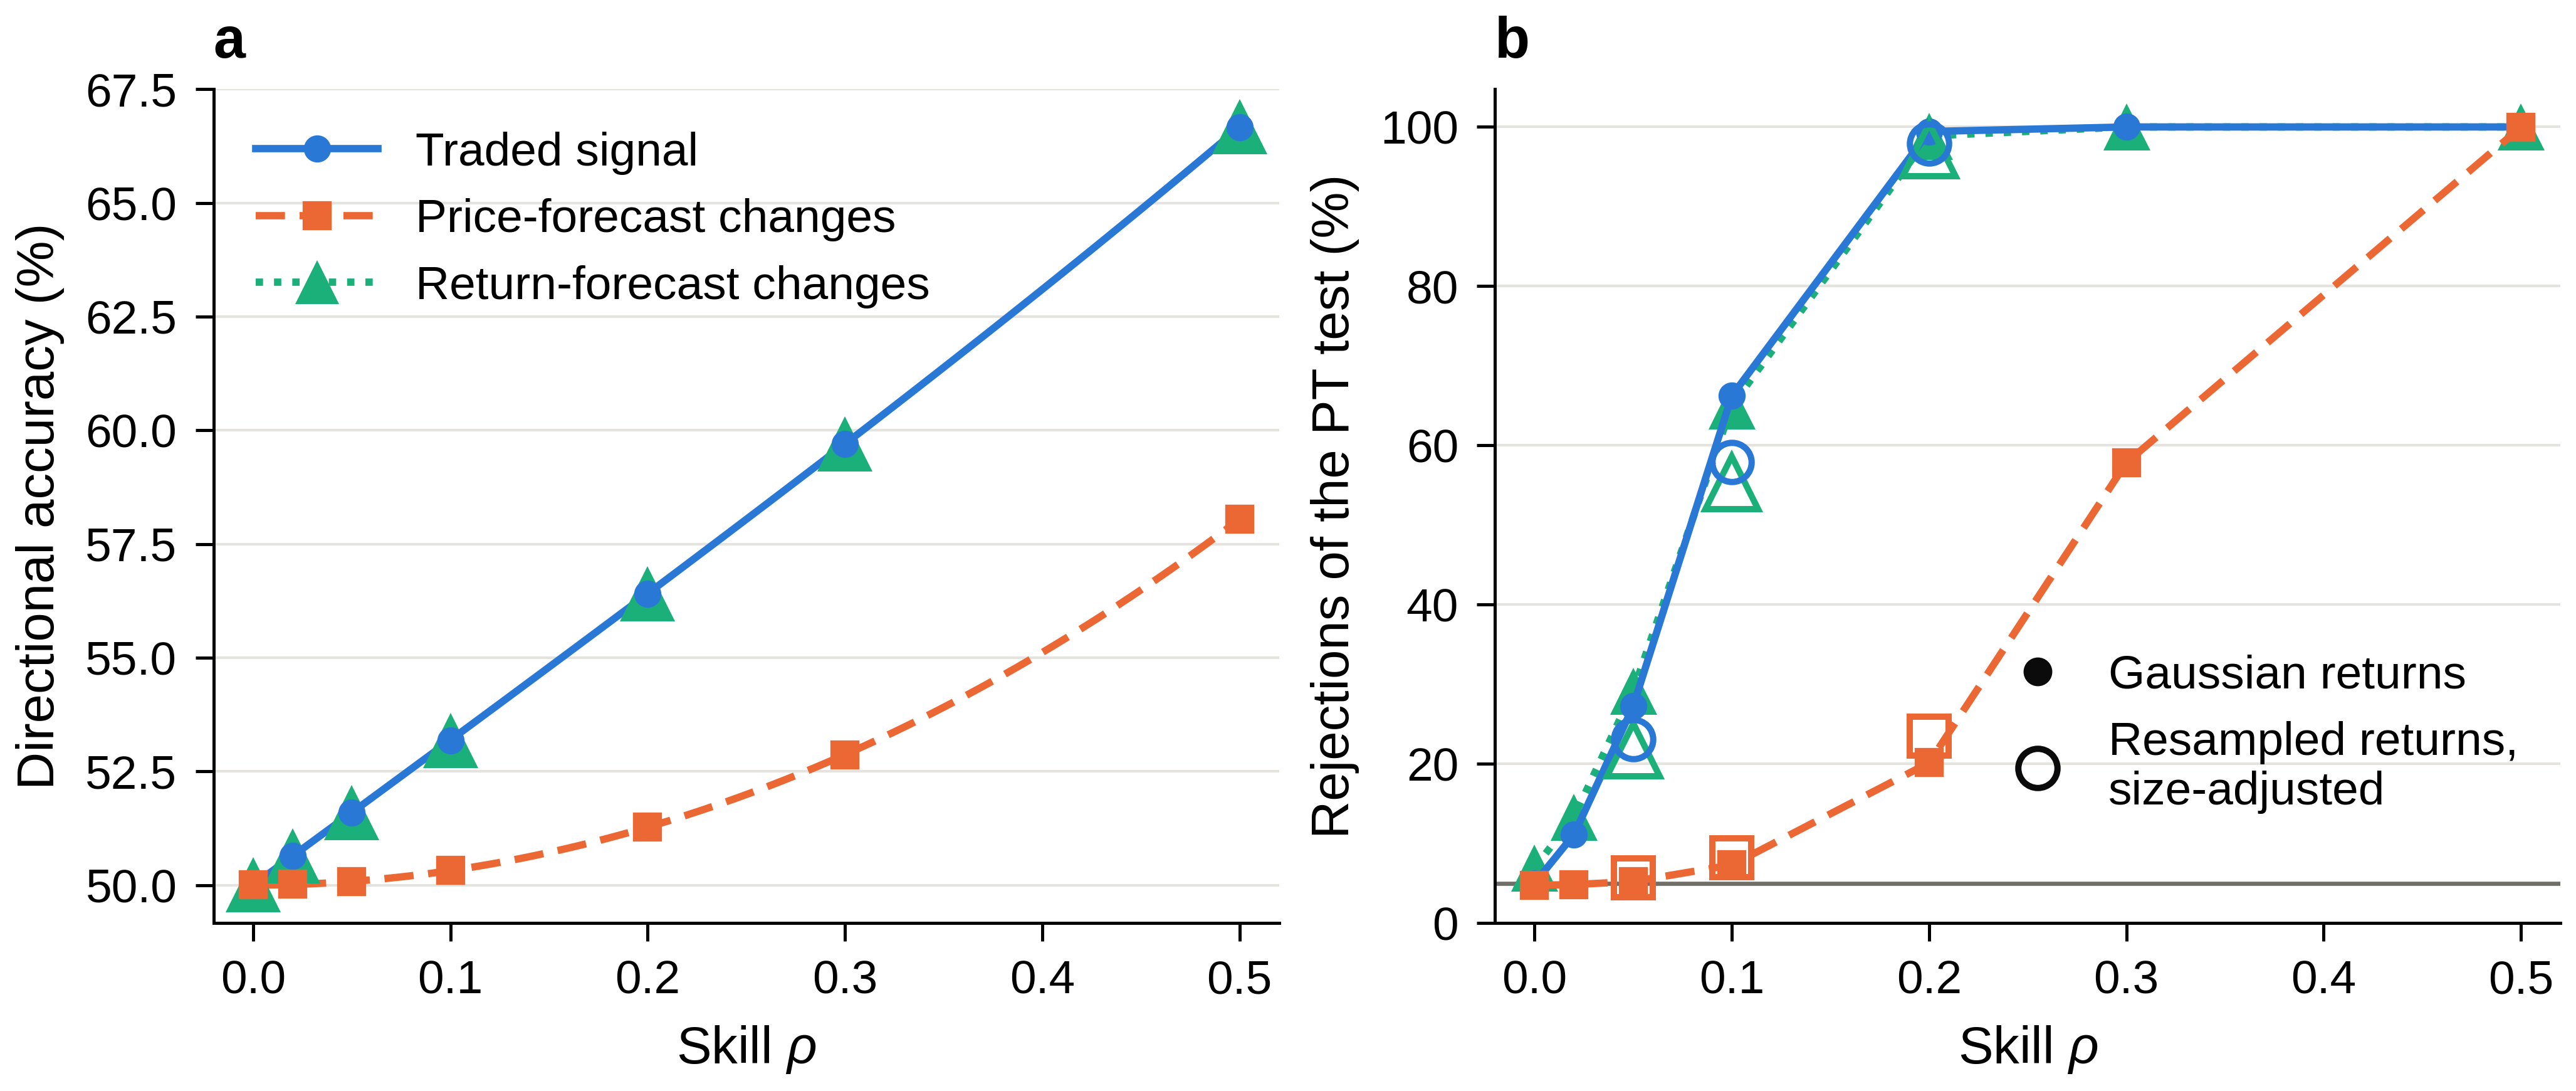 a
67.5
65.0
62.5
60.0
57.5
55.0
52.5
50.0
Directional accuracy (%)
Traded signal
Price-forecast changes
Return-forecast changes
0.0
0.1
0.2
0.3
0.4
0.5
Skill ρ
b
100
80
60
40
20
0
Rejections of the PT test (%)
Gaussian returns
Resampled returns,
size-adjusted
0.0
0.1
0.2
0.3
0.4
0.5
Skill ρ